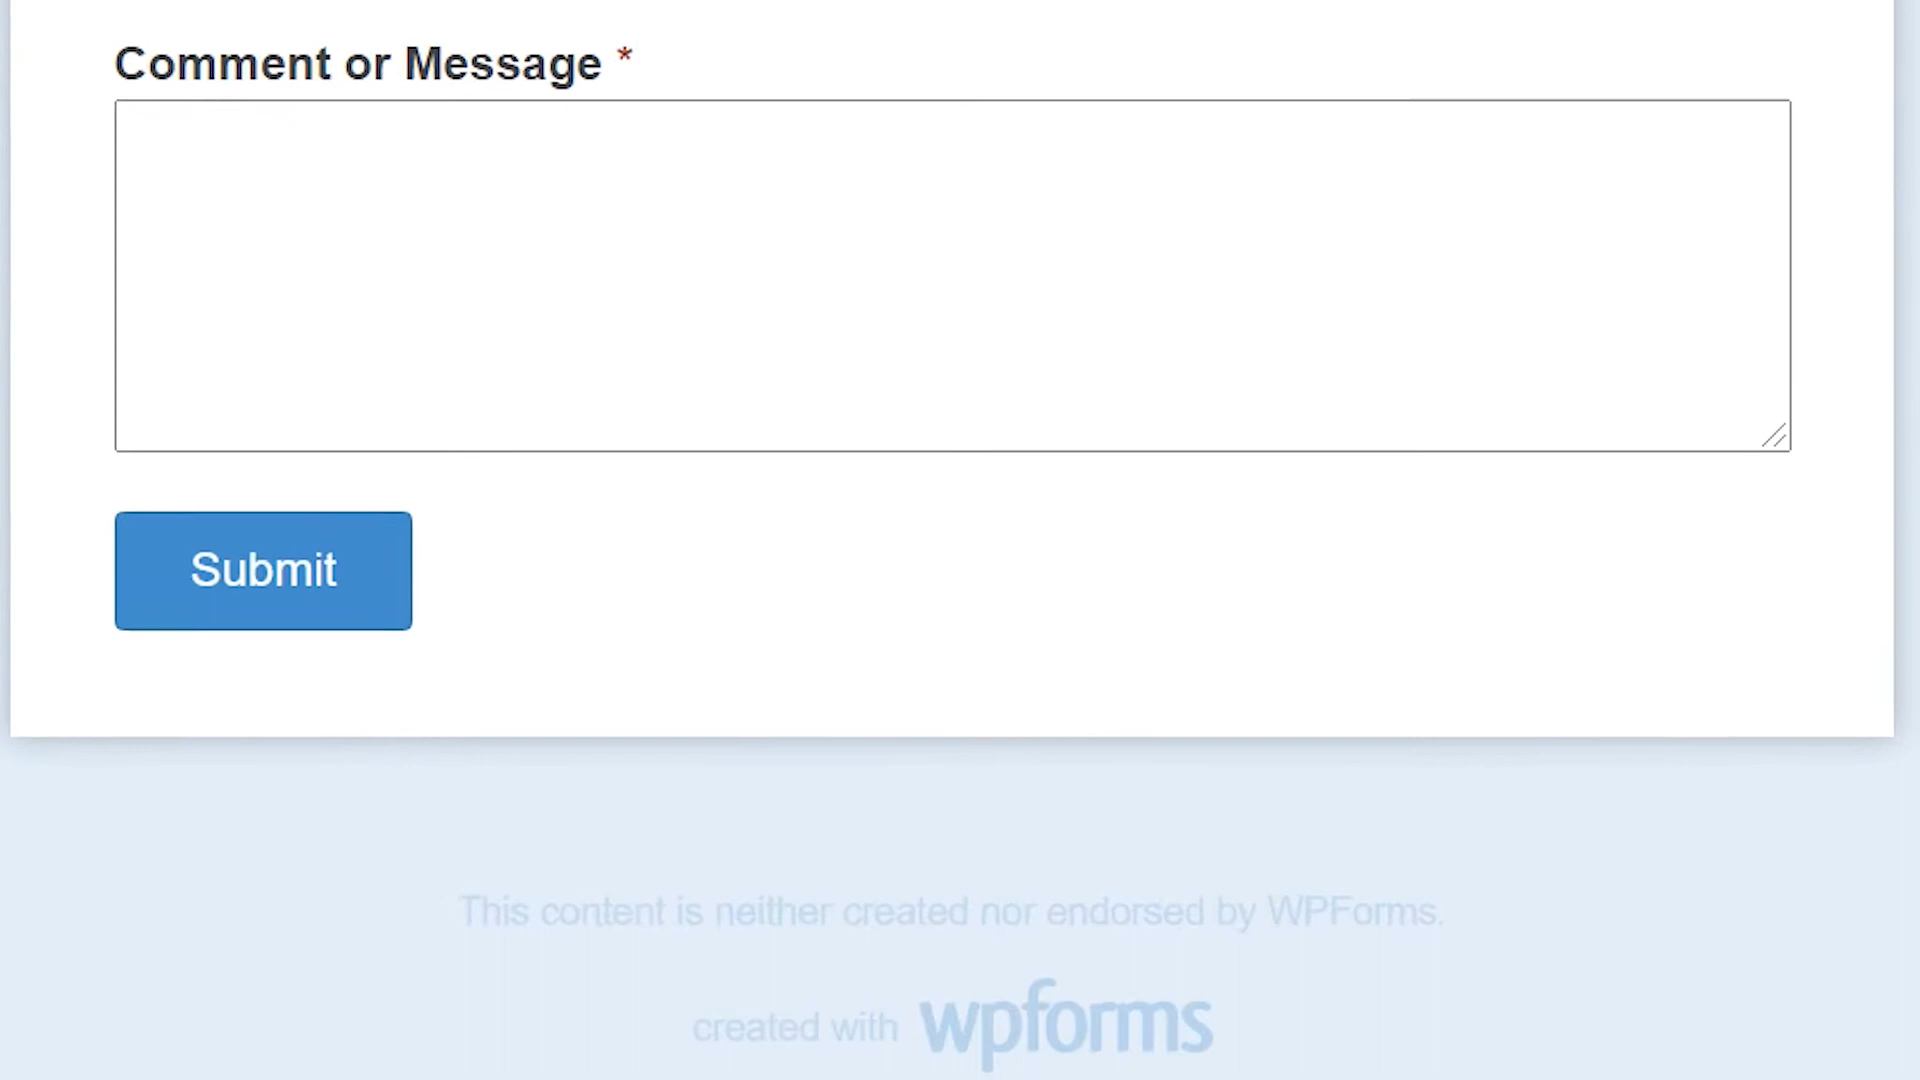 Comment or Message *
Submit
This content is neither created nor endorsed by WPForms.
created with wpforms